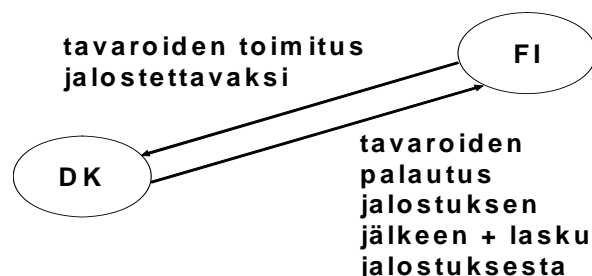 tavaroiden toimitus
jalostettavaksi
FI
DK
tavaroiden
palautus
jalostuksen
jälkeen + lasku
jalostuksesta